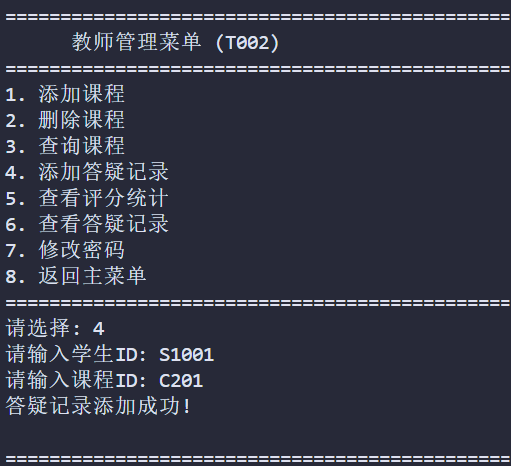 ==============================================
教师管理菜单 (T002)
==============================================
1. 添加课程
2. 删除课程
3. 查询课程
4. 添加答疑记录
5. 查看评分统计
6. 查看答疑记录
7. 修改密码
8. 返回主菜单
==============================================
请选择: 4
请输入学生ID: S1001
请输入课程ID: C201
答疑记录添加成功!
==============================================